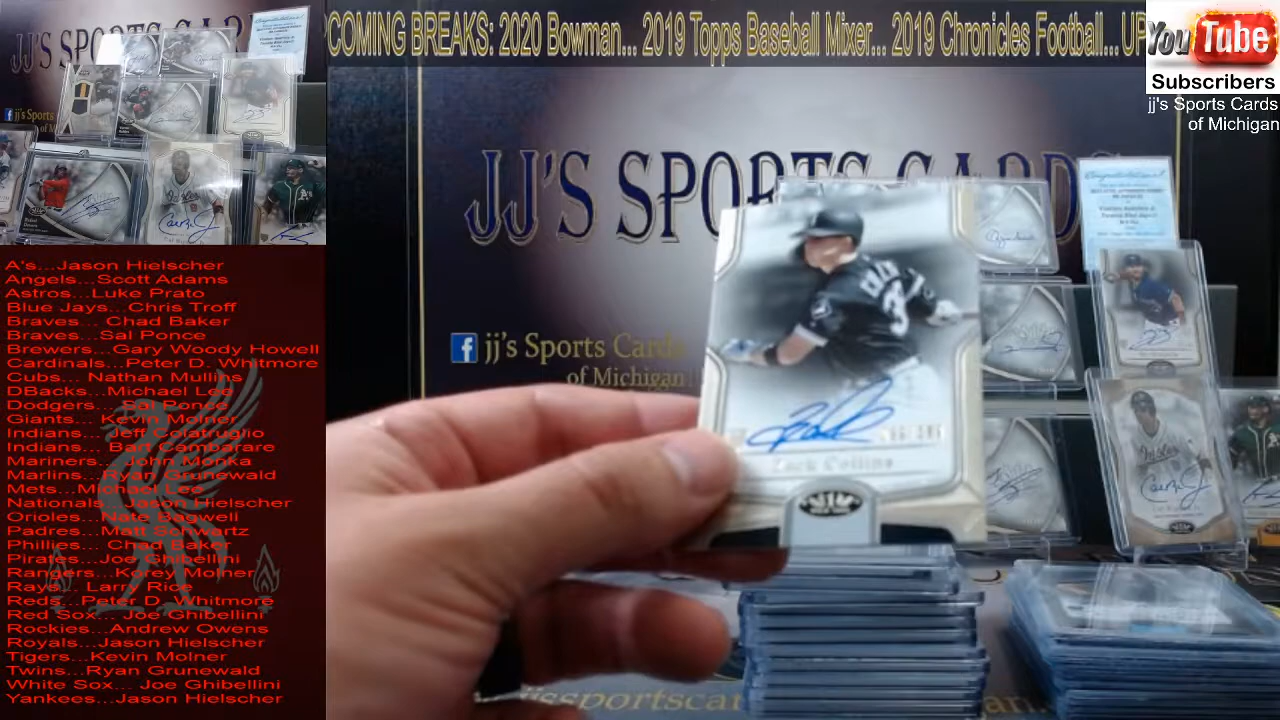 COMING BREAKS: 2020 Bowman... 2019 Topps Baseball Mixer... 2019 Chronicles Football... UP
You Tube
Subscribers
jj's Sports Cards
of Michigan
JJ'S SPORTS CARDS
jj's Sports Cards
of Michigan
Congratulations!
Zack Collins
A's...Jason Hielscher
Angels...Scott Adams
Astros...Luke Prato
Blue Jays...Chris Troff
Braves... Chad Baker
Braves...Sal Ponce
Brewers...Gary Woody Howell
Cardinals...Peter D. Whitmore
Cubs... Nathan Mullins
DBacks...Michael Lee
Dodgers... Sal Ponce
Giants... Kevin Molner
Indians... Jeff Colatruglio
Indians... Bart Cambarare
Mariners... John Monka
Marlins...Ryan Grunewald
Mets...Michael Lee
Nationals...Jason Hielscher
Orioles...Nate Bagwell
Padres...Matt Schwartz
Phillies... Chad Baker
Pirates...Joe Ghibellini
Rangers...Korey Molner
Rays... Larry Rice
Reds...Peter D. Whitmore
Red Sox...Joe Ghibellini
Rockies...Andrew Owens
Royals...Jason Hielscher
Tigers...Kevin Molner
Twins...Ryan Grunewald
White Sox... Joe Ghibellini
Yankees...Jason Hielscher